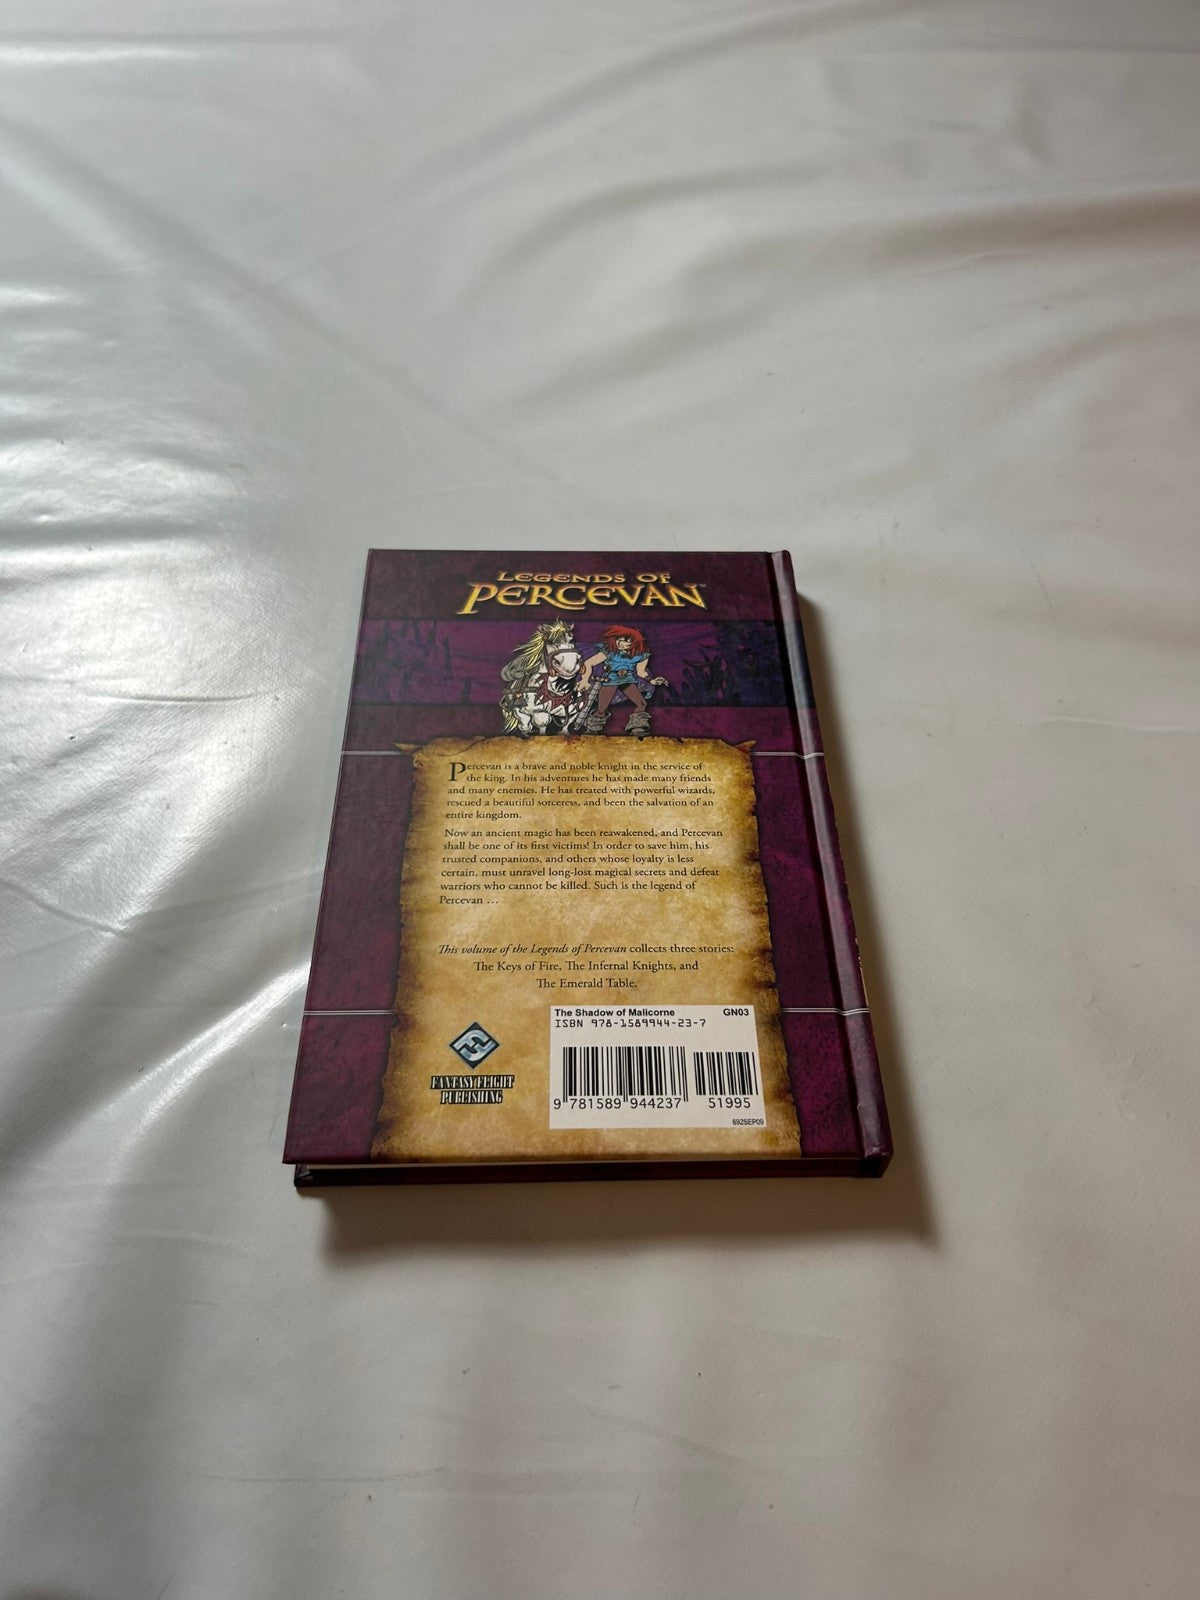 LEGENDS OF
PERCEVAN™
Percevan is a brave and noble knight in the service of
the king. In his adventures he has made many friends
and many enemies. He has treated with powerful wizards,
rescued a beautiful sorceress, and been the salvation of an
entire kingdom.
Now an ancient magic has been reawakened, and Percevan
shall be one of its first victims! In order to save him, his
trusted companions, and others whose loyalty is less
certain, must unravel long-lost magical secrets and defeat
warriors who cannot be killed. Such is the legend of
Percevan ...
This volume of the Legends of Percevan collects three stories:
The Keys of Fire, The Infernal Knights, and
The Emerald Table.
The Shadow of Malicorne GN03
ISBN 978-1589944-23-7
9 781589 944237 51995
692SEP09
FANTASY FLIGHT
PUBLISHING